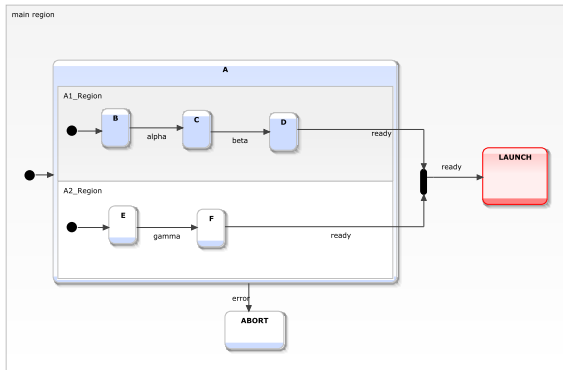 main region
A
A1_Region
B
alpha
C
beta
D
ready
A2_Region
E
gamma
F
ready
ready
LAUNCH
error
ABORT